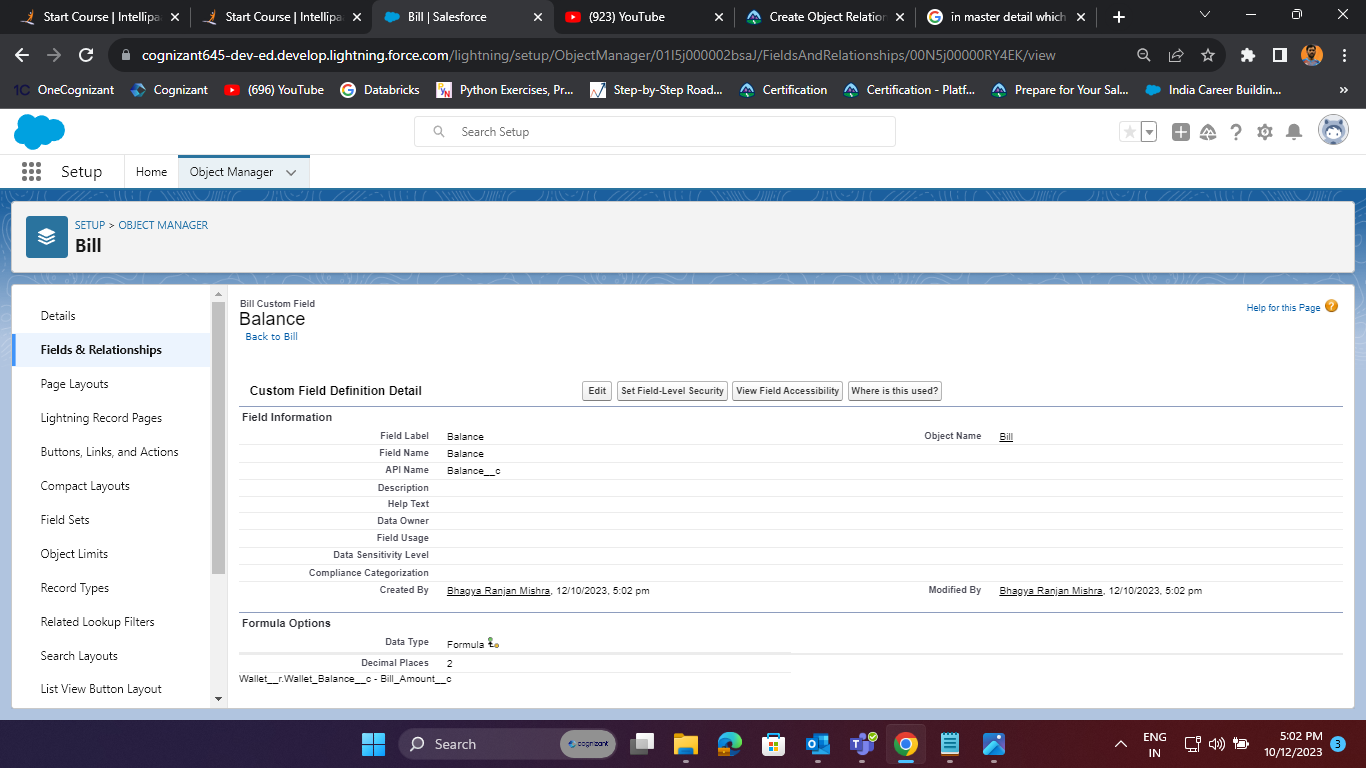 Start Course | Intellipa
Start Course | Intellipa
Bill | Salesforce
(923) YouTube
Create Object Relation
in master detail which
cognizant645-dev-ed.develop.lightning.force.com/lightning/setup/ObjectManager/01I5j000002bsaJ/FieldsAndRelationships/00N5j00000RY4EK/view
1C OneCognizant
Cognizant
(696) YouTube
Databricks
Python Exercises, Pr...
Step-by-Step Road...
Certification
Certification - Platf...
Prepare for Your Sal...
India Career Buildin...
»
Search Setup
Setup
Home
Object Manager
SETUP > OBJECT MANAGER
Bill
Details
Fields & Relationships
Page Layouts
Lightning Record Pages
Buttons, Links, and Actions
Compact Layouts
Field Sets
Object Limits
Record Types
Related Lookup Filters
Search Layouts
List View Button Layout
Bill Custom Field
Balance
Back to Bill
Help for this Page ?
Custom Field Definition Detail
Edit
Set Field-Level Security
View Field Accessibility
Where is this used?
Field Information
Field Label Balance Object Name Bill
Field Name Balance
API Name Balance__c
Description
Help Text
Data Owner
Field Usage
Data Sensitivity Level
Compliance Categorization
Created By Bhagya Ranjan Mishra, 12/10/2023, 5:02 pm Modified By Bhagya Ranjan Mishra, 12/10/2023, 5:02 pm
Formula Options
Data Type Formula
Decimal Places 2
Wallet__r.Wallet_Balance__c - Bill_Amount__c
Search
cognizant
ENG
IN
5:02 PM
10/12/2023
3